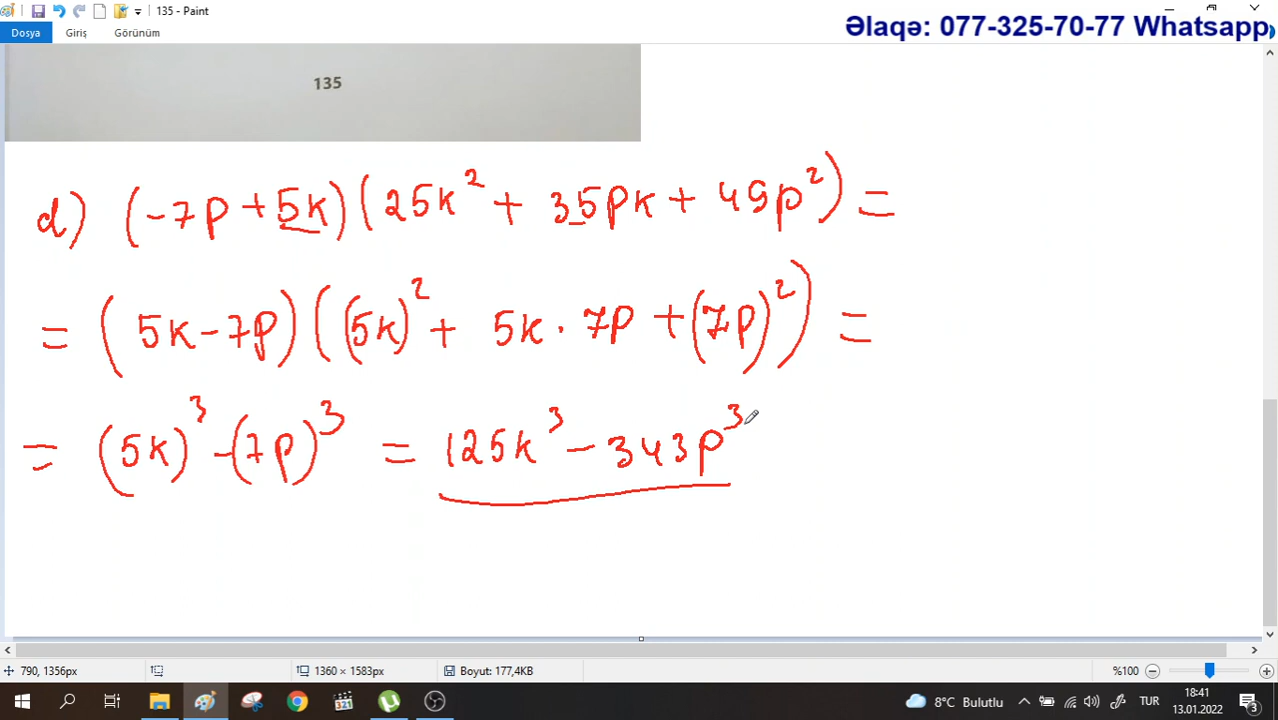 135 - Paint
Əlaqə: 077-325-70-77 Whatsapp
Dosya Giriş Görünüm
135
d) (-7p + 5k)(25k² + 35pk + 49p²) =
= (5k - 7p)((5k)² + 5k · 7p + (7p)²) =
= (5k)³ - (7p)³ = 125k³ - 343p³
790, 1356px 1360 × 1583px Boyut: 177,4KB %100
8°C Bulutlu TUR 18:41
13.01.2022 3